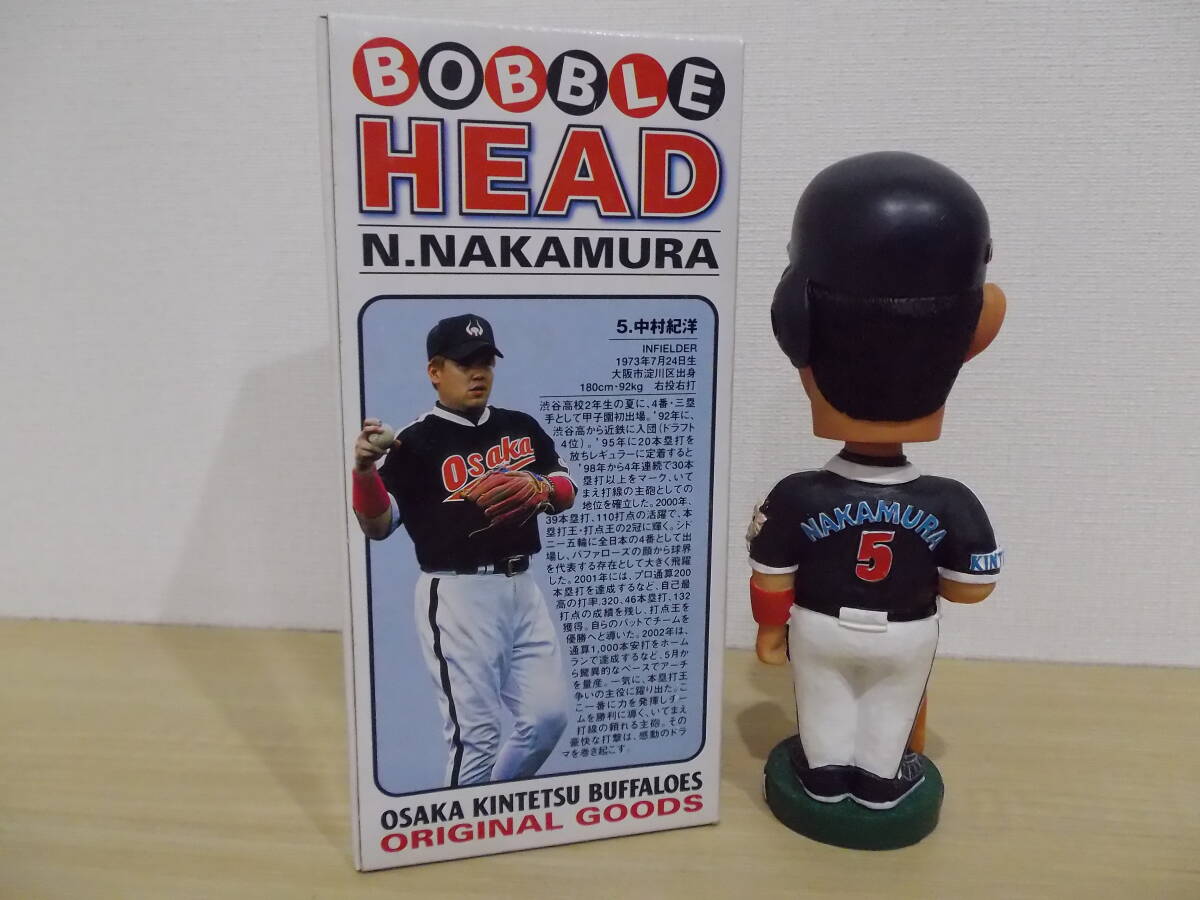 BOBBLE
HEAD
N.NAKAMURA
5.中村紀洋
INFIELDER
1973年7月24日生
大阪市淀川区出身
180cm・92kg 右投右打
渋谷高校2年生の夏に、4番・三塁
手として甲子園初出場。'92年に、
渋谷高から近鉄に入団(ドラフト
4位)。'95年に20本塁打を
放ちレギュラーに定着すると
'98年から4年連続で30本
塁打以上をマーク、いて
まえ打線の主砲としての
地位を確立した。2000年、
39本塁打、110打点の活躍で、本
塁打王・打点王の2冠に輝く。シド
ニー五輪に全日本の4番として出
場し、バファローズの顔から球界
を代表する存在として大きく飛躍
した。2001年には、プロ通算200
本塁打を達成するなど、自己最
高の打率.320、46本塁打、132
打点の成績を残し、打点王を
獲得。自らのバットでチームを
優勝へと導いた。2002年は、
通算1,000本安打をホーム
ランで達成するなど、5月か
ら驚異的なペースでアーチ
を量産。一気に、本塁打王
争いの主役に躍り出た。こ
こ一番に力を発揮しチー
ムを勝利に導く、いてまえ
打線の頼れる主砲。その
豪快な打撃は、感動のドラ
マを巻き起こす。
Osaka
OSAKA KINTETSU BUFFALOES
ORIGINAL GOODS
NAKAMURA
5
KINT